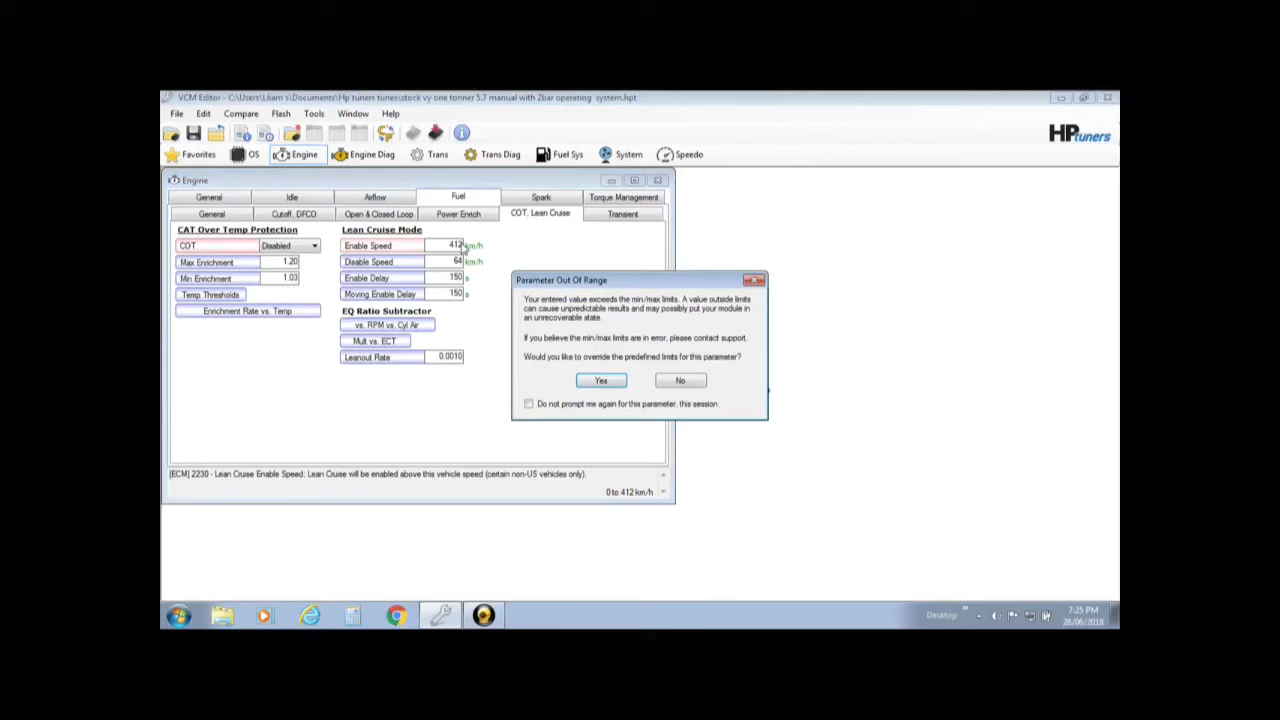 VCM Editor - C:\Users\Lliam's\Documents\Hp tuners tunes\stock vy one tonner 5.7 manual with 2bar operating system.hpt
File Edit Compare Flash Tools Window Help
HPtuners
Favorites OS Engine Engine Diag Trans Trans Diag Fuel Sys System Speedo
Engine
General Idle Airflow Fuel Spark Torque Management
General Cutoff, DFCO Open & Closed Loop Power Enrich COT, Lean Cruise Transient
CAT Over Temp Protection
COT Disabled
Max Enrichment 1.20
Min Enrichment 1.03
Temp Thresholds
Enrichment Rate vs. Temp
Lean Cruise Mode
Enable Speed 412 km/h
Disable Speed 64 km/h
Enable Delay 150 s
Moving Enable Delay 150 s
EQ Ratio Subtractor
vs. RPM vs. Cyl Air
Mult vs. ECT
Leanout Rate 0.0010
Parameter Out Of Range
Your entered value exceeds the min/max limits. A value outside limits
can cause unpredictable results and may possibly put your module in
an unrecoverable state.
If you believe the min/max limits are in error, please contact support.
Would you like to override the predefined limits for this parameter?
Yes No
Do not prompt me again for this parameter, this session.
[ECM] 2230 - Lean Cruise Enable Speed: Lean Cruise will be enabled above this vehicle speed (certain non-US vehicles only).
0 to 412 km/h
Desktop
7:25 PM
28/06/2018